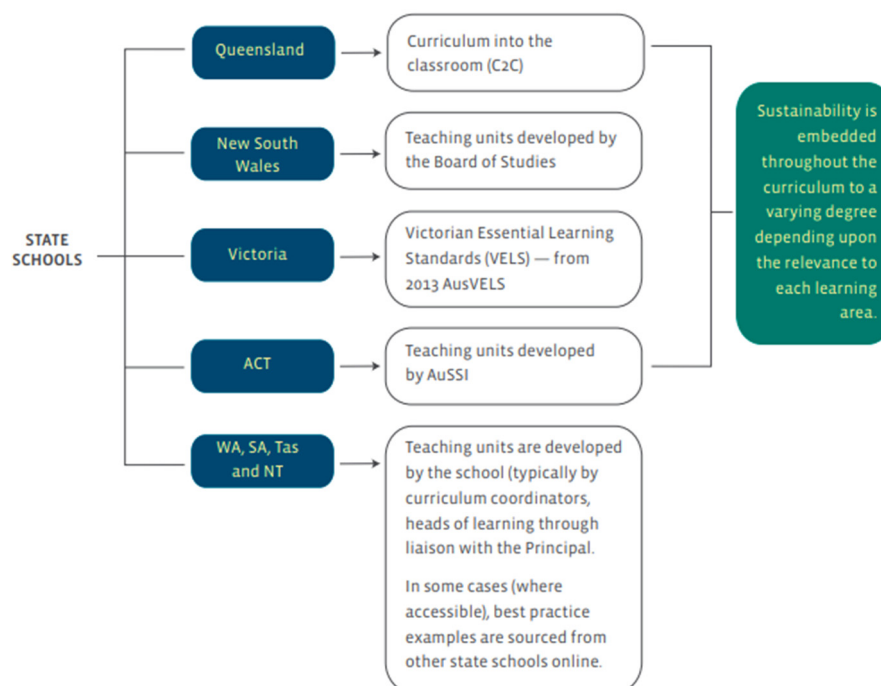 STATE
SCHOOLS
Queensland
Curriculum into the
classroom (C2C)
New South
Wales
Teaching units developed by
the Board of Studies
Victoria
Victorian Essential Learning
Standards (VELS) — from
2013 AusVELS
ACT
Teaching units developed
by AuSSI
WA, SA, Tas
and NT
Teaching units are developed
by the school (typically by
curriculum coordinators,
heads of learning through
liaison with the Principal.
In some cases (where
accessible), best practice
examples are sourced from
other state schools online.
Sustainability is
embedded
throughout the
curriculum to a
varying degree
depending upon
the relevance to
each learning
area.